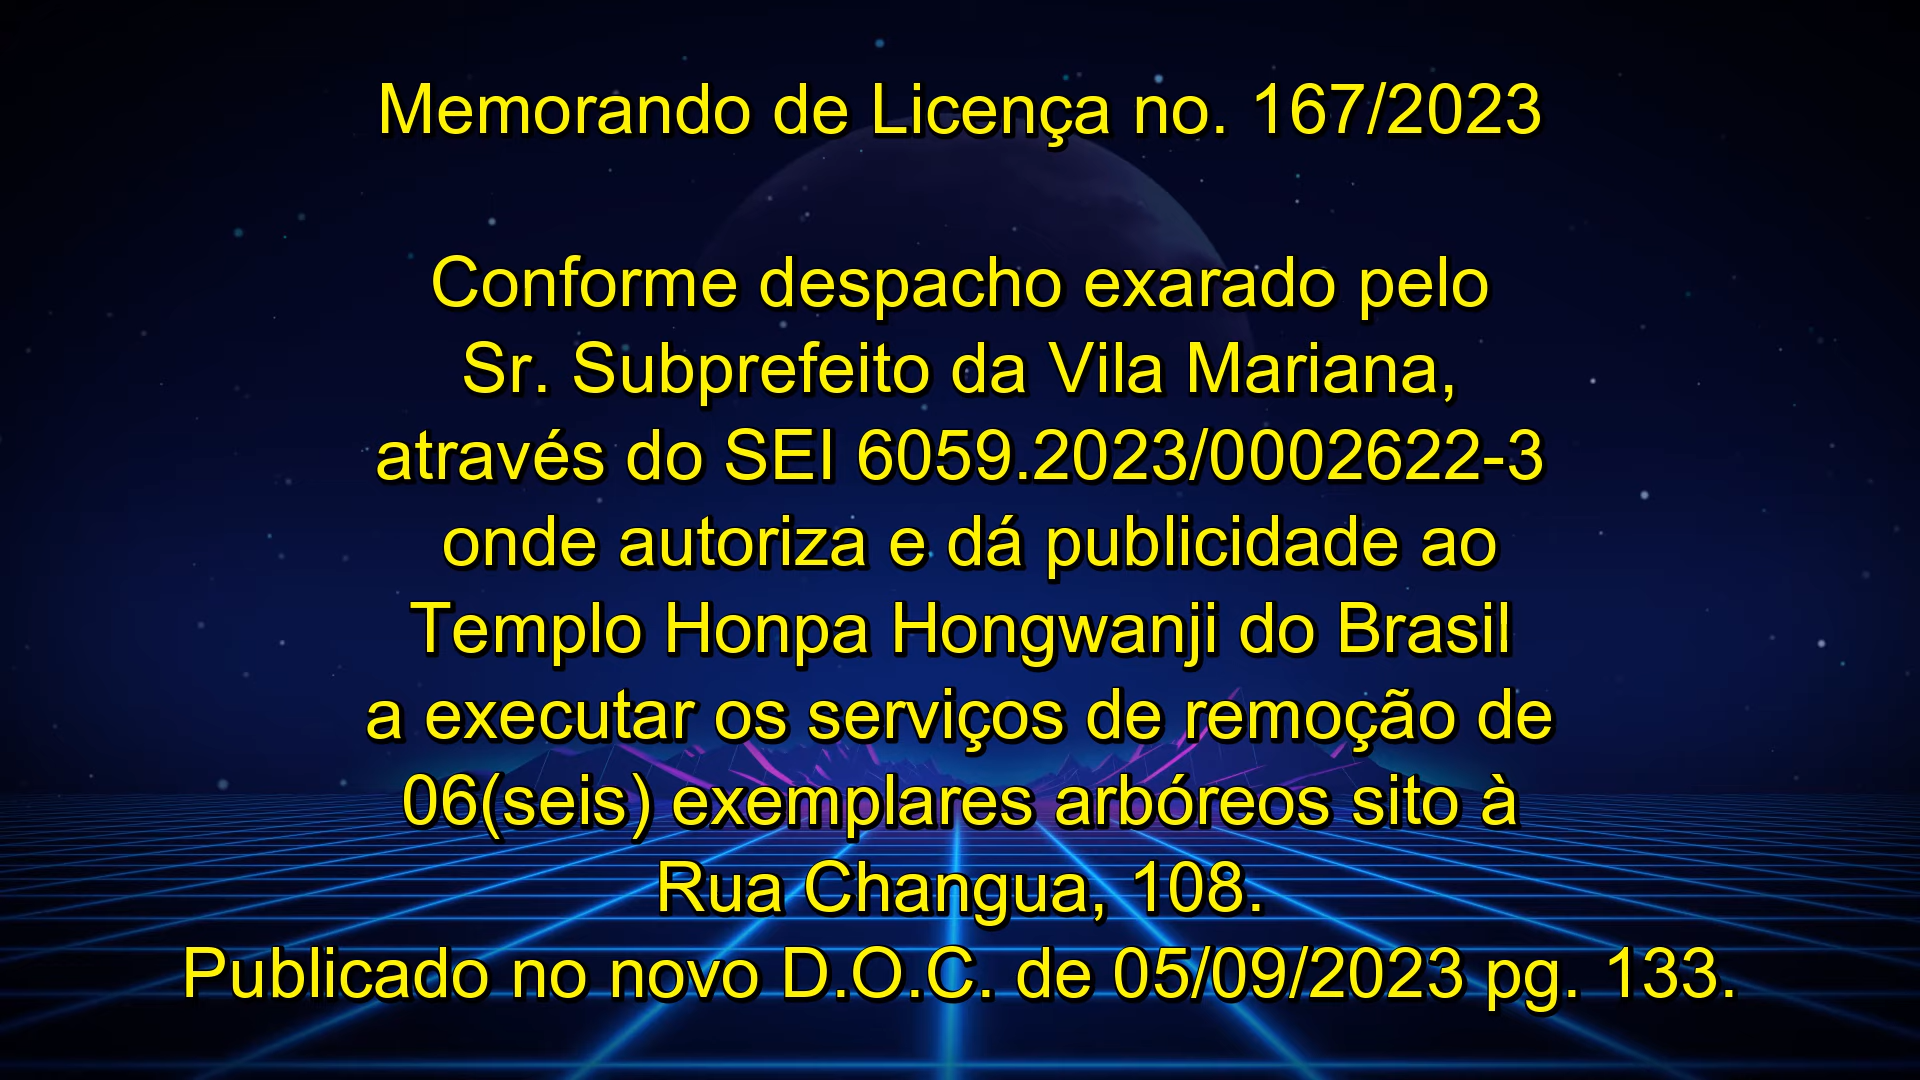 Memorando de Licença no. 167/2023
Conforme despacho exarado pelo
Sr. Subprefeito da Vila Mariana,
através do SEI 6059.2023/0002622-3
onde autoriza e dá publicidade ao
Templo Honpa Hongwanji do Brasil
a executar os serviços de remoção de
06(seis) exemplares arbóreos sito à
Rua Changua, 108.
Publicado no novo D.O.C. de 05/09/2023 pg. 133.